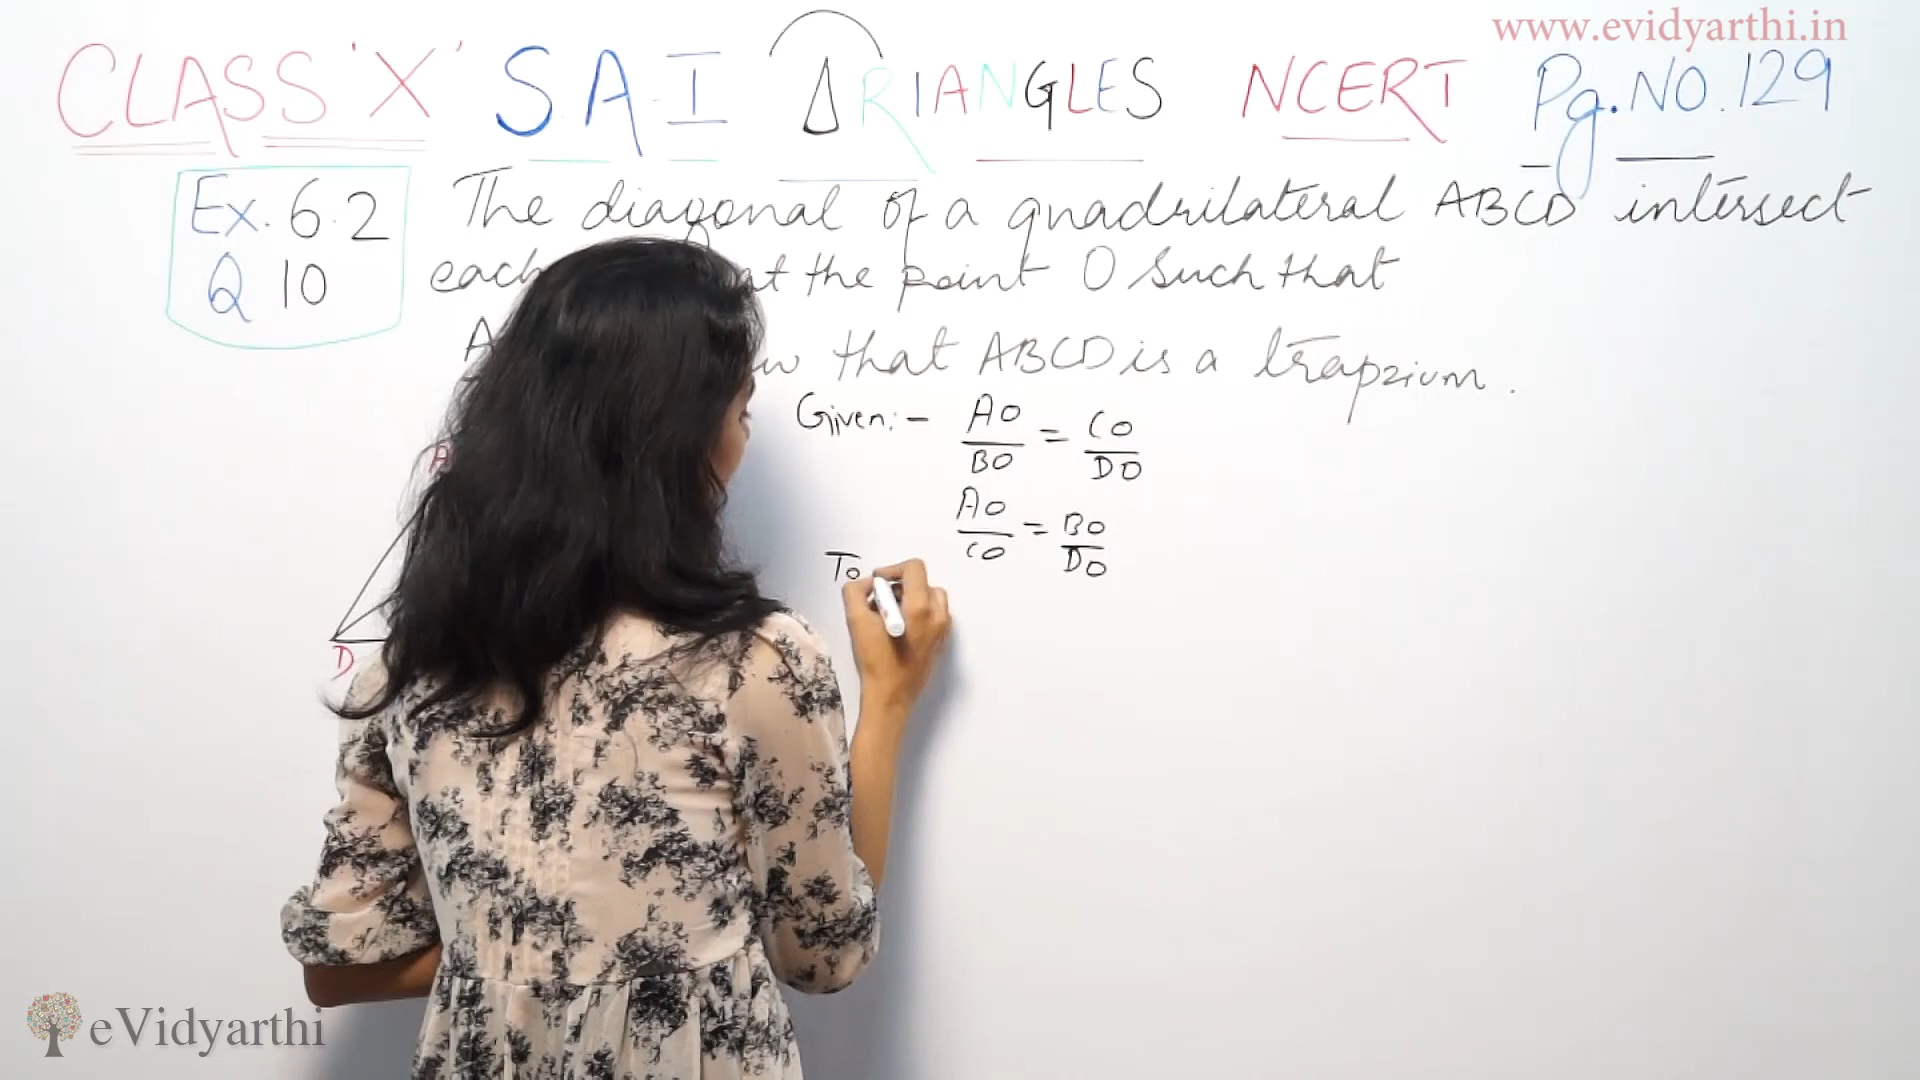 www.evidyarthi.in
CLASS 'X' SA I ΔRIANGLES NCERT Pg.NO.129
Ex. 6.2
Q 10
The diagonal of a quadrilateral ABCD intersect
each at the point O such that
A that ABCD is a trapzium.
Given:- AO/BO = CO/DO
AO/CO = BO/DO
To
A
D
eVidyarthi